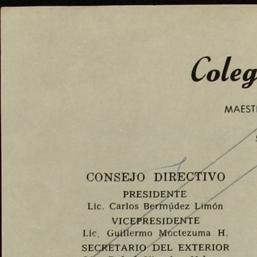 Coleg
MAEST
CONSEJO DIRECTIVO
PRESIDENTE
Lic. Carlos Bermúdez Limón
VICEPRESIDENTE
Lic. Guillermo Moctezuma H.
SECRETARIO DEL EXTERIOR